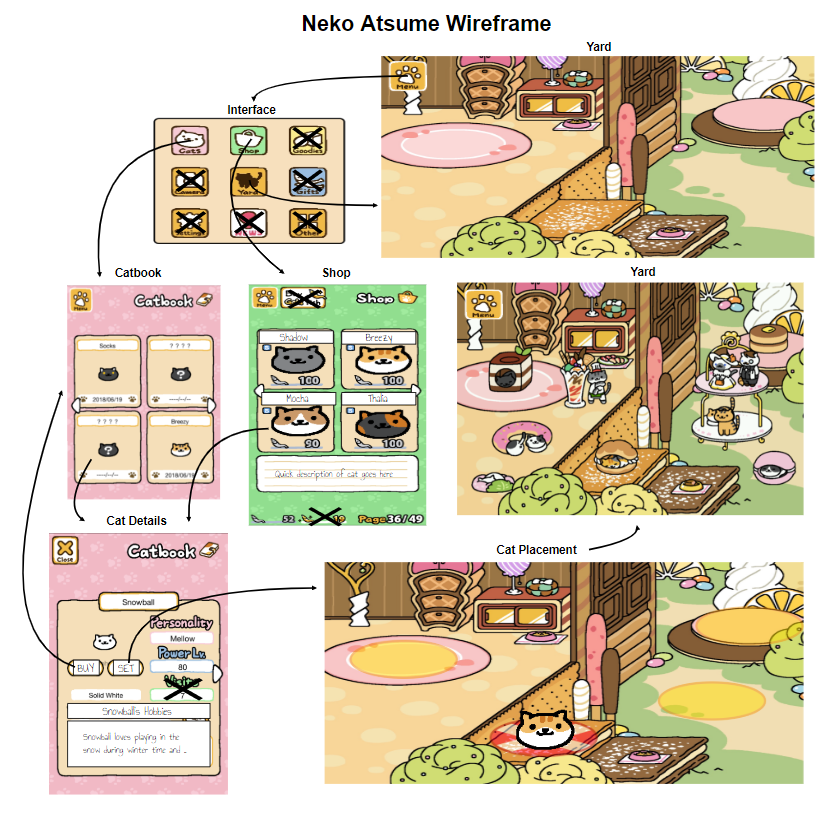 Neko Atsume Wireframe
Yard
Menu
Interface
Cats
Shop
Goodies
Camera
Yard
Gifts
Settings
News
Other
Catbook
Shop
Yard
Menu
Catbook
Socks
? ? ? ?
?
2018/06/19
----/--/--
? ? ? ?
Breezy
?
----/--/--
2018/06/19
Menu
Shop
Shadow
Breezy
100
100
Mocha
Thalia
90
100
Quick description of cat goes here
52
19
Page 36/49
Menu
Cat Details
Close
Catbook
Snowball
Personality
Mellow
Power Lv.
80
BUY
SET
Visits
Solid White
7
Snowball's Hobbies
Snowball loves playing in the
snow during winter time and ...
Cat Placement